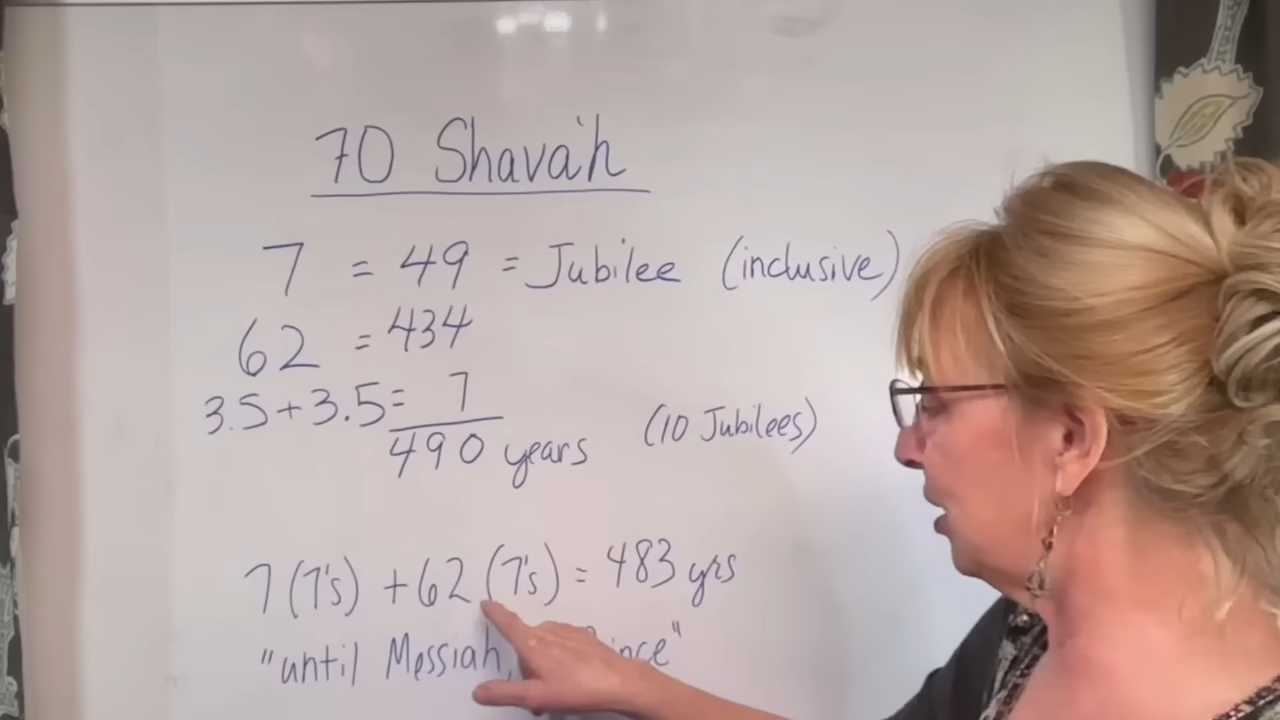 70 Shava'h
7 = 49 = Jubilee (inclusive)
62 = 434
3.5+3.5= 7
490 years (10 Jubilees)
7 (7's) +62 (7's) = 483 yrs
"until Messiah,